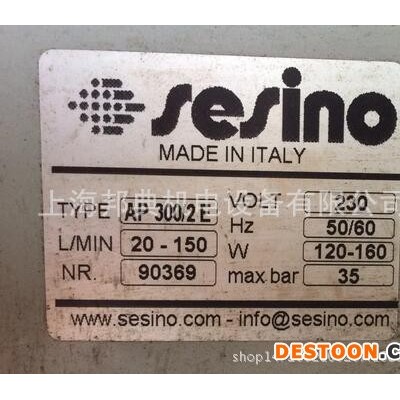 sesino
MADE IN ITALY
上海邦典机电设备有限公司
TYPE AP 300/2E VOLT 230
Hz 50/60
L/MIN 20 - 150 W 120-160
NR. 90369 max bar 35
www.sesino.com - info@sesino.com
DESTOON.C